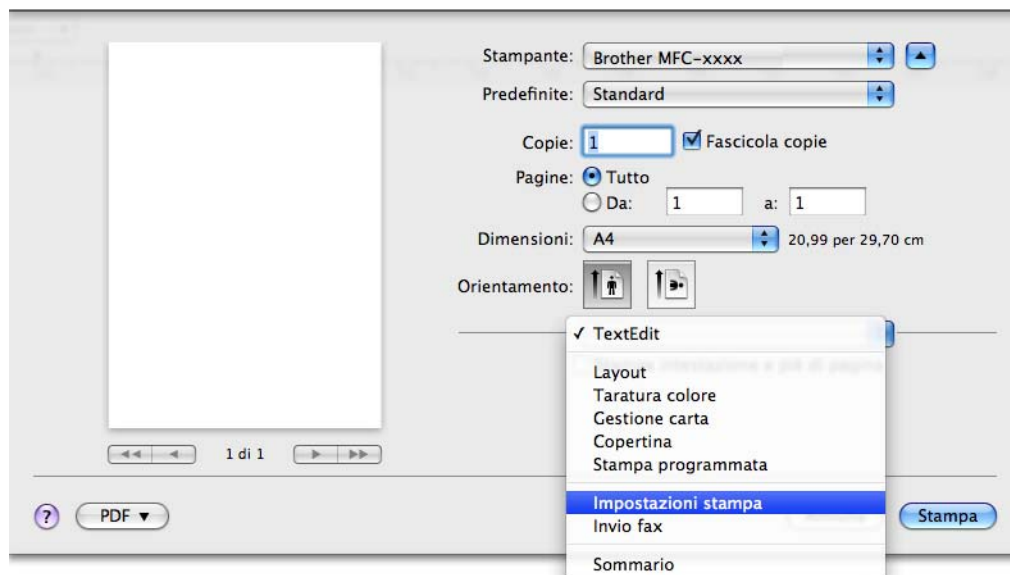 Stampante: Brother MFC-xxxx
Predefinite: Standard
Copie: 1 Fascicola copie
Pagine: Tutto
Da: 1 a: 1
Dimensioni: A4 20,99 per 29,70 cm
Orientamento:
TextEdit
Layout
Taratura colore
Gestione carta
Copertina
Stampa programmata
1 di 1
Impostazioni stampa
Invio fax
? PDF Stampa
Sommario